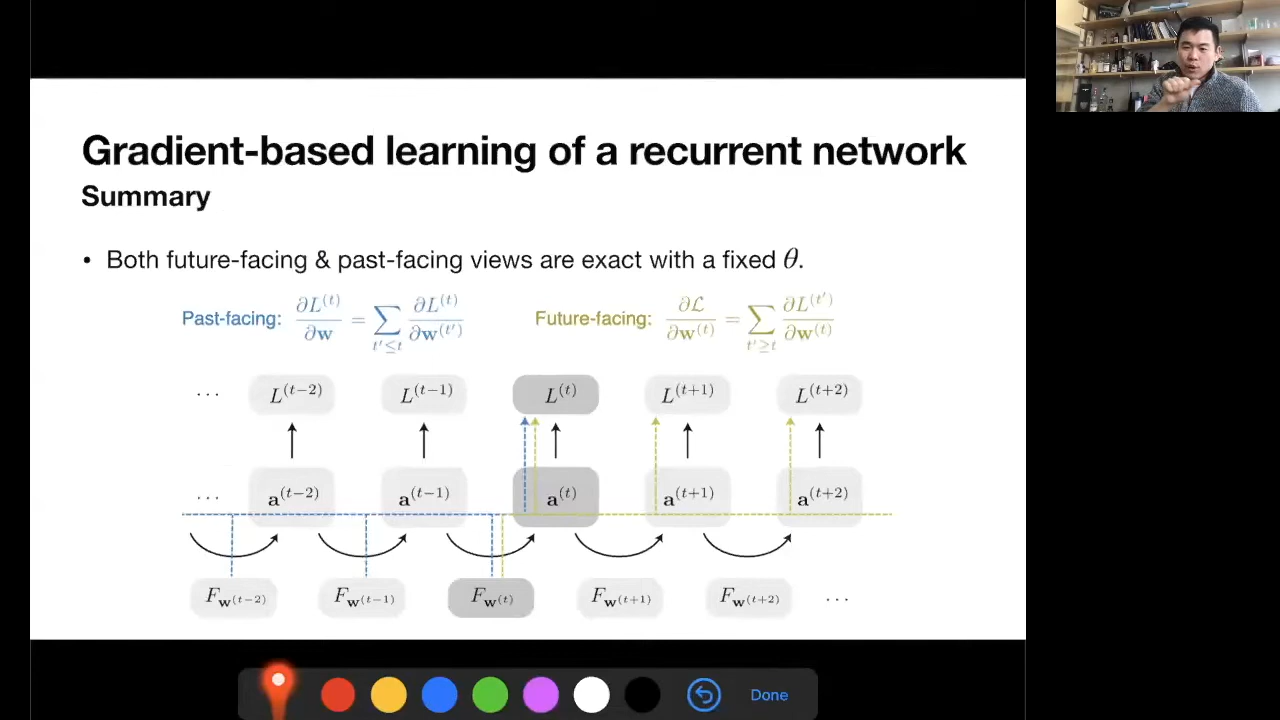 Gradient-based learning of a recurrent network
Summary
• Both future-facing & past-facing views are exact with a fixed θ.
Past-facing: ∂L^(t)/∂w = Σ_{t′≤t} ∂L^(t)/∂w^(t′) Future-facing: ∂ℒ/∂w^(t) = Σ_{t′≥t} ∂L^(t′)/∂w^(t)
··· L^(t−2) L^(t−1) L^(t) L^(t+1) L^(t+2)
··· a^(t−2) a^(t−1) a^(t) a^(t+1) a^(t+2)
F_w^(t−2) F_w^(t−1) F_w^(t) F_w^(t+1) F_w^(t+2) ···
Done